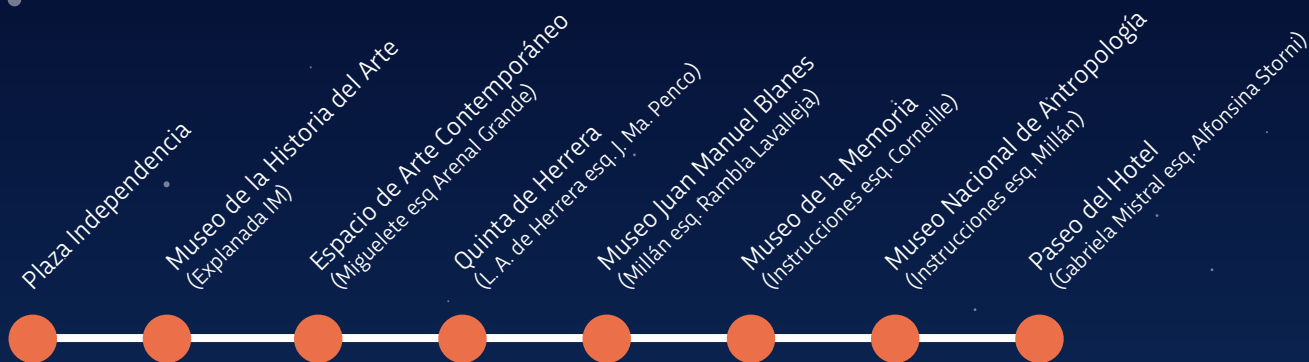 Plaza Independencia
Museo de la Historia del Arte
(Explanada IM)
Espacio de Arte Contemporáneo
(Miguelete esq Arenal Grande)
Quinta de Herrera
(L. A. de Herrera esq. J. Ma. Penco)
Museo Juan Manuel Blanes
(Millán esq. Rambla Lavalleja)
Museo de la Memoria
(Instrucciones esq. Corneille)
Museo Nacional de Antropología
(Instrucciones esq. Millán)
Paseo del Hotel
(Gabriela Mistral esq. Alfonsina Storni)